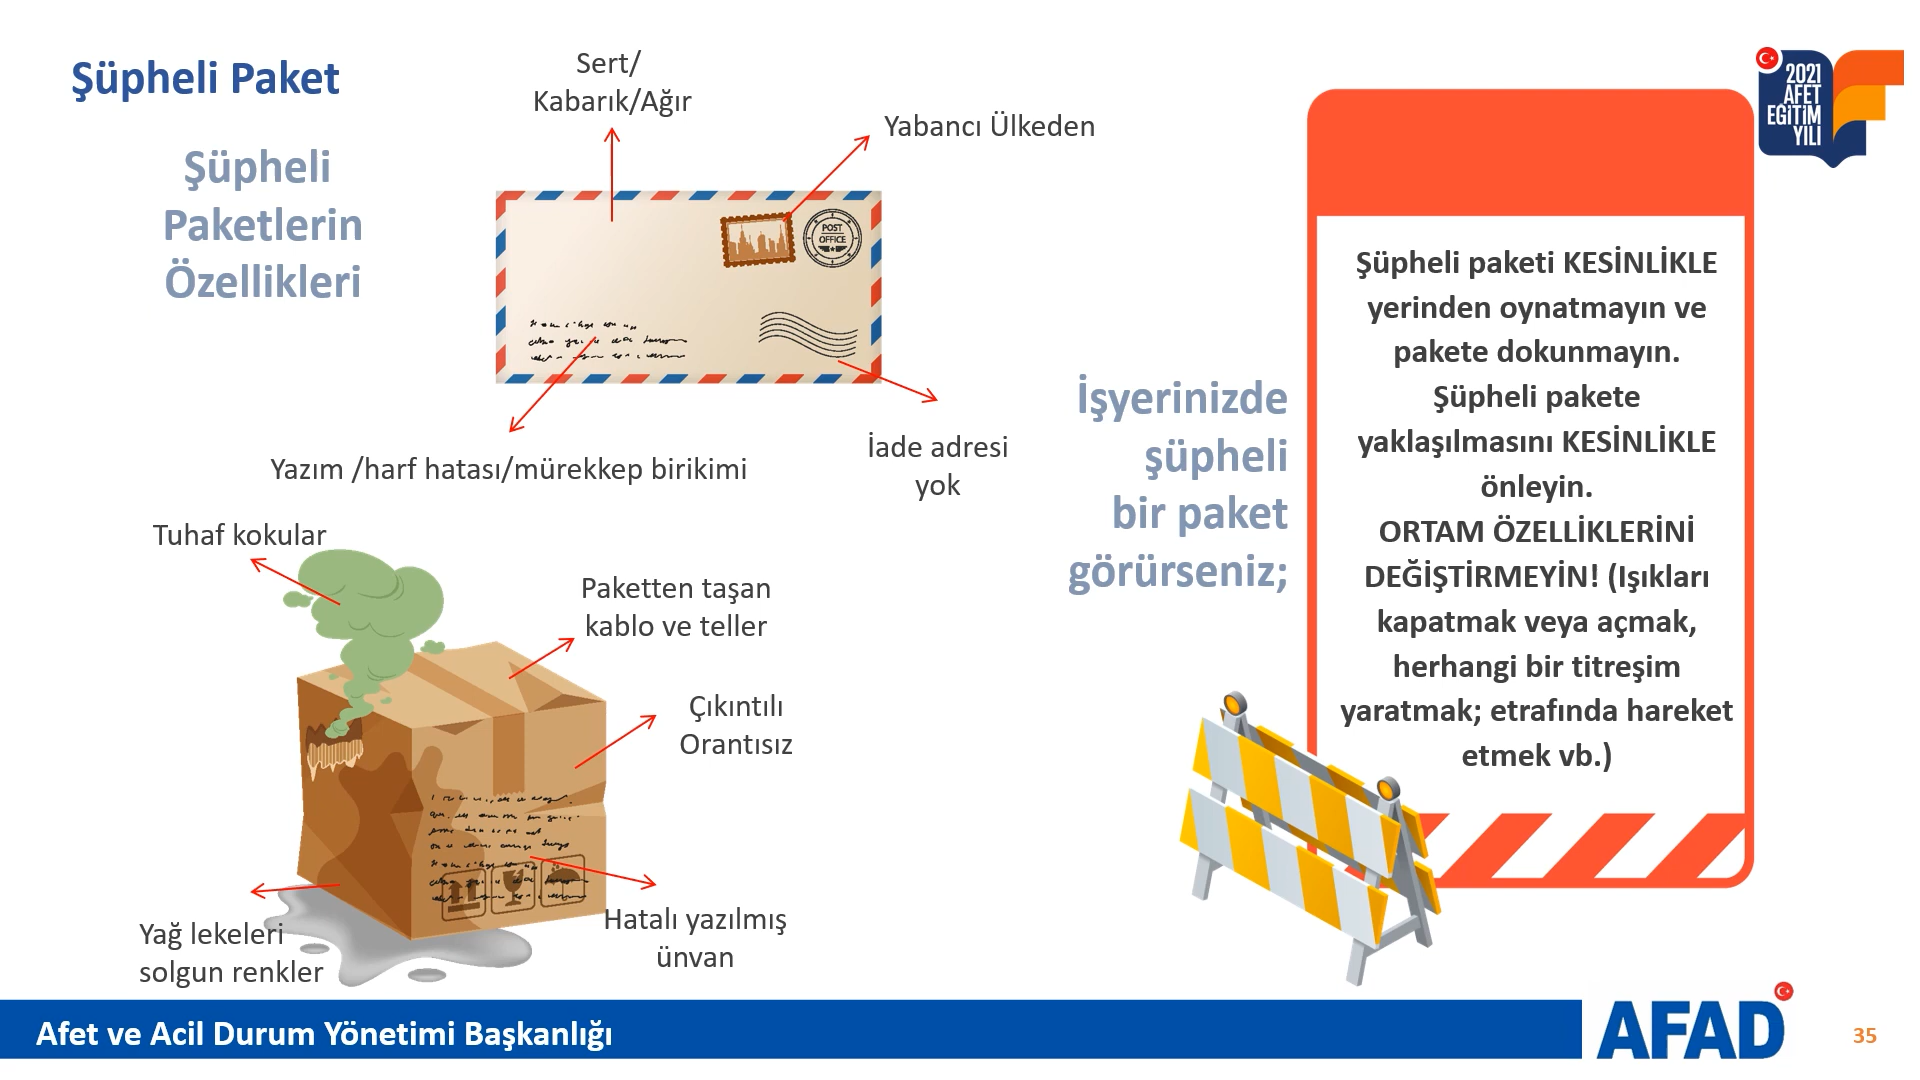 Şüpheli Paket
Şüpheli
Paketlerin
Özellikleri
Sert/
Kabarık/Ağır
Yabancı Ülkeden
POST
OFFICE
Yazım /harf hatası/mürekkep birikimi
İade adresi
yok
Tuhaf kokular
Paketten taşan
kablo ve teller
Çıkıntılı
Orantısız
Yağ lekeleri
solgun renkler
Hatalı yazılmış
ünvan
İşyerinizde
şüpheli
bir paket
görürseniz;
Şüpheli paketi KESİNLİKLE
yerinden oynatmayın ve
pakete dokunmayın.
Şüpheli pakete
yaklaşılmasını KESİNLİKLE
önleyin.
ORTAM ÖZELLİKLERİNİ
DEĞİŞTİRMEYİN! (Işıkları
kapatmak veya açmak,
herhangi bir titreşim
yaratmak; etrafında hareket
etmek vb.)
2021
AFET
EĞİTİM
YILI
Afet ve Acil Durum Yönetimi Başkanlığı
AFAD
35